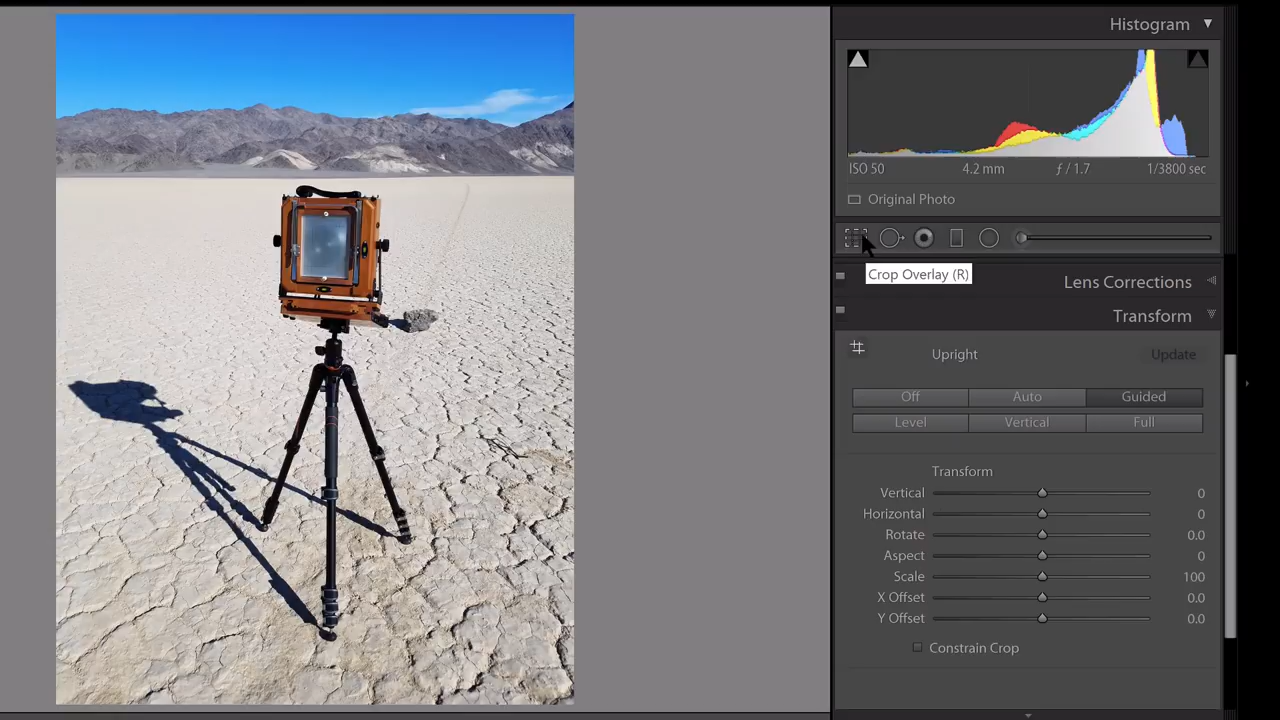 Histogram
ISO 50 4.2 mm ƒ / 1.7 1/3800 sec
Original Photo
Crop Overlay (R)
Lens Corrections
Transform
Upright Update
Off Auto Guided
Level Vertical Full
Transform
Vertical 0
Horizontal 0
Rotate 0.0
Aspect 0
Scale 100
X Offset 0.0
Y Offset 0.0
Constrain Crop